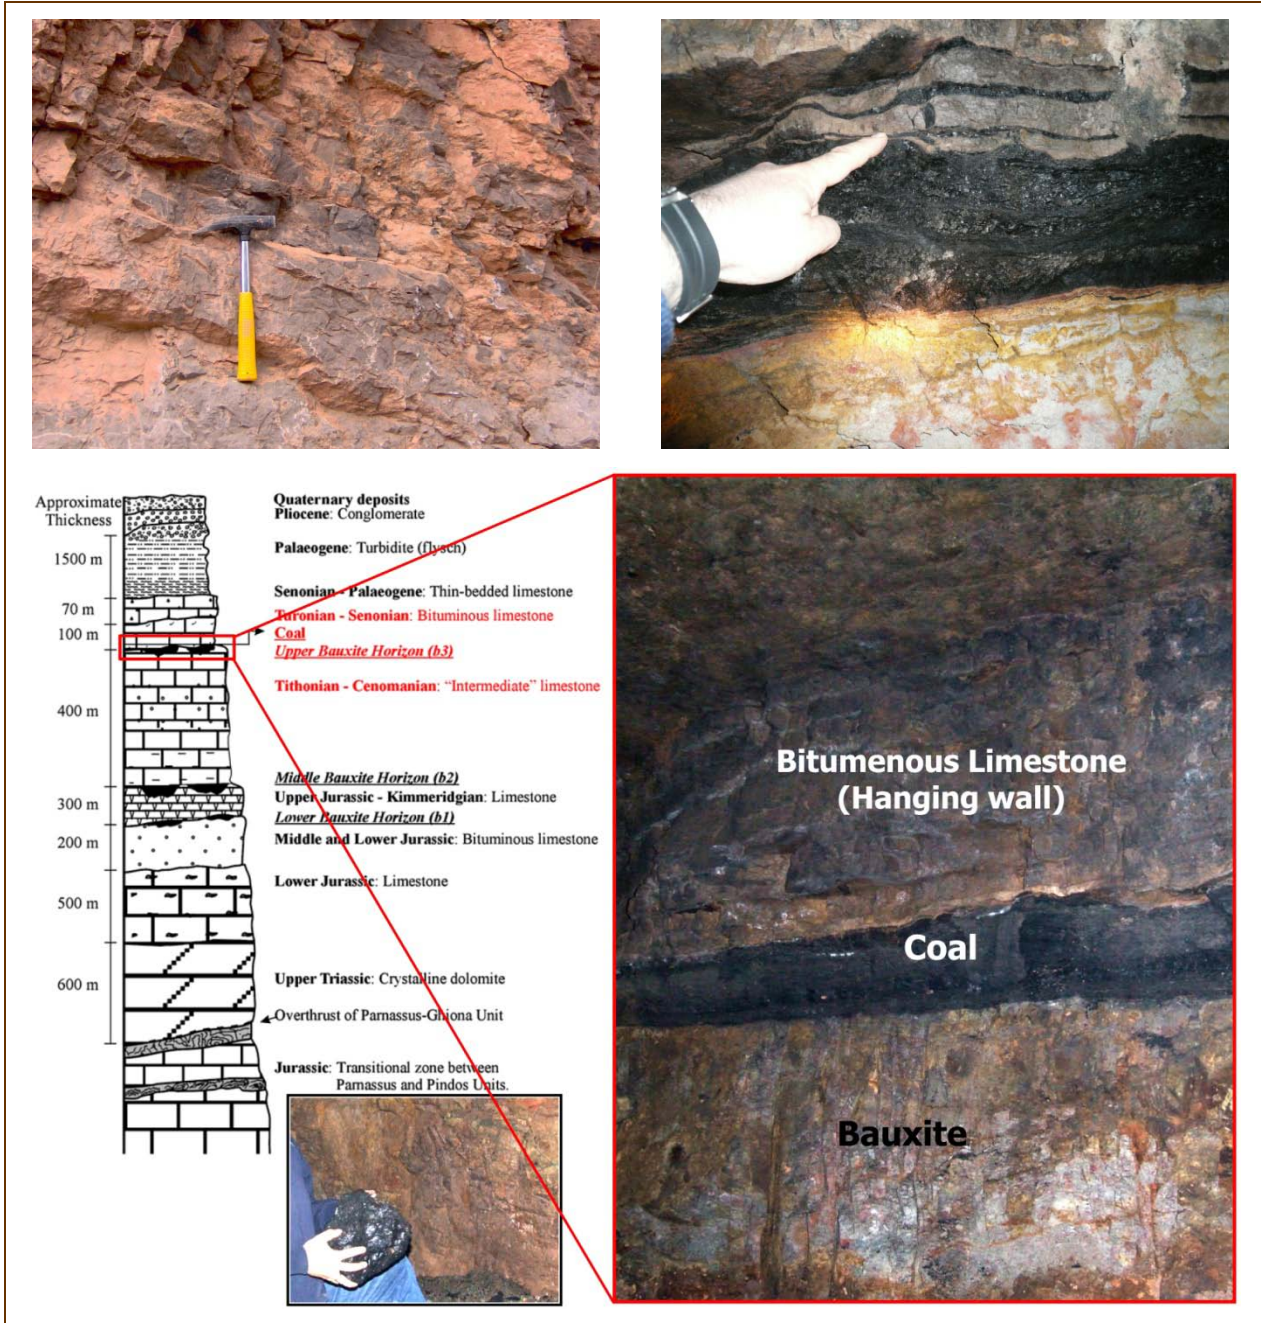 Approximate
Thickness
1500 m
70 m
100 m
400 m
300 m
200 m
500 m
600 m
Quaternary deposits
Pliocene: Conglomerate
Palaeogene: Turbidite (flysch)
Senonian - Palaeogene: Thin-bedded limestone
Turonian - Senonian: Bituminous limestone
Coal
Upper Bauxite Horizon (b3)
Tithonian - Cenomanian: “Intermediate” limestone
Middle Bauxite Horizon (b2)
Upper Jurassic - Kimmeridgian: Limestone
Lower Bauxite Horizon (b1)
Middle and Lower Jurassic: Bituminous limestone
Lower Jurassic: Limestone
Upper Triassic: Crystalline dolomite
Overthrust of Parnassus-Ghiona Unit
Jurassic: Transitional zone between
Parnassus and Pindos Units.
Bitumenous Limestone
(Hanging wall)
Coal
Bauxite